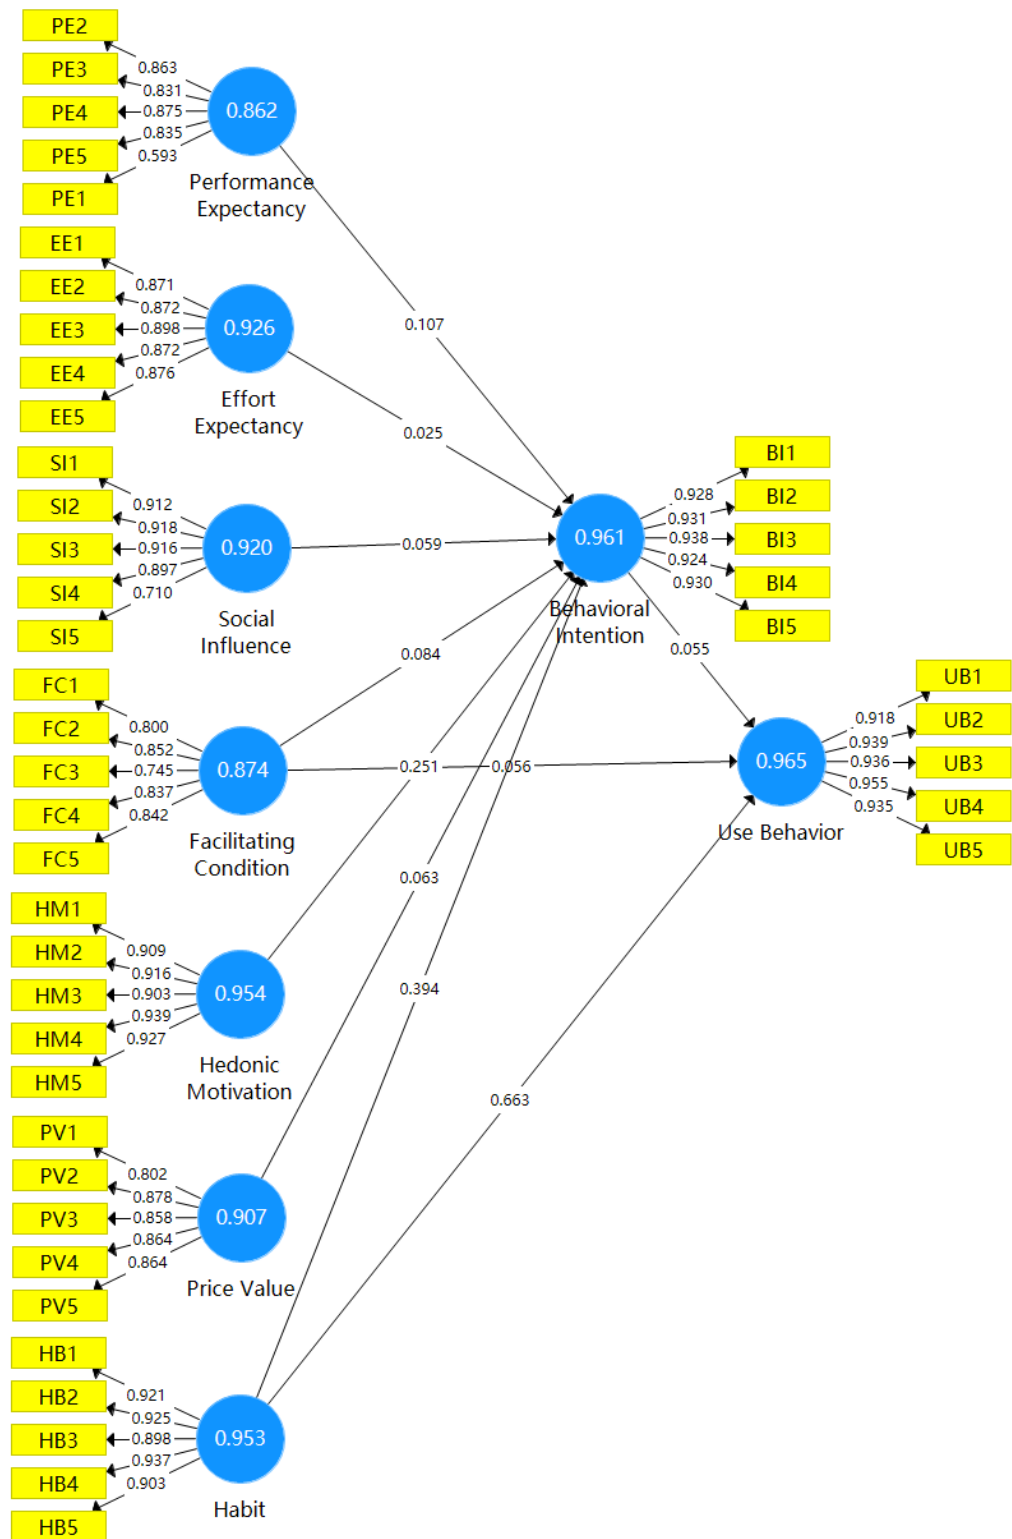 PE2
PE3
PE4
PE5
PE1
0.863
0.831
0.875
0.835
0.593
0.862
Performance
Expectancy
EE1
EE2
EE3
EE4
EE5
0.871
0.872
0.898
0.872
0.876
0.926
Effort
Expectancy
SI1
SI2
SI3
SI4
SI5
0.912
0.918
0.916
0.897
0.710
0.920
Social
Influence
FC1
FC2
FC3
FC4
FC5
0.800
0.852
0.745
0.837
0.842
0.874
Facilitating
Condition
HM1
HM2
HM3
HM4
HM5
0.909
0.916
0.903
0.939
0.927
0.954
Hedonic
Motivation
PV1
PV2
PV3
PV4
PV5
0.802
0.878
0.858
0.864
0.864
0.907
Price Value
HB1
HB2
HB3
HB4
HB5
0.921
0.925
0.898
0.937
0.903
0.953
Habit
0.107
0.025
0.059
0.084
0.251
0.056
0.063
0.394
0.663
0.961
Behavioral
Intention
0.928
0.931
0.938
0.924
0.930
BI1
BI2
BI3
BI4
BI5
0.055
0.965
Use Behavior
0.918
0.939
0.936
0.955
0.935
UB1
UB2
UB3
UB4
UB5